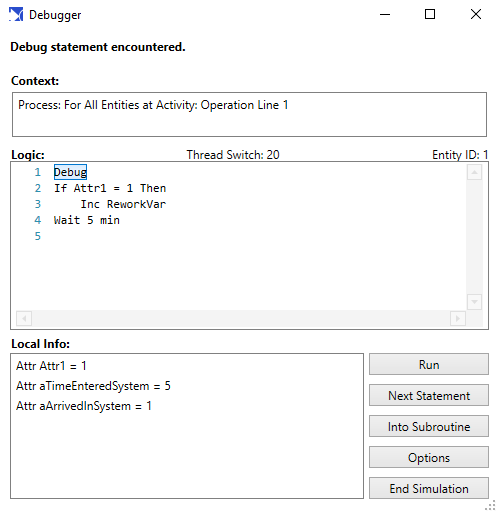 Debugger
Debug statement encountered.
Context:
Process: For All Entities at Activity: Operation Line 1
Logic: Thread Switch: 20 Entity ID: 1
1 Debug
2 If Attr1 = 1 Then
3 Inc ReworkVar
4 Wait 5 min
5
Local Info:
Attr Attr1 = 1
Attr aTimeEnteredSystem = 5
Attr aArrivedInSystem = 1
Run
Next Statement
Into Subroutine
Options
End Simulation